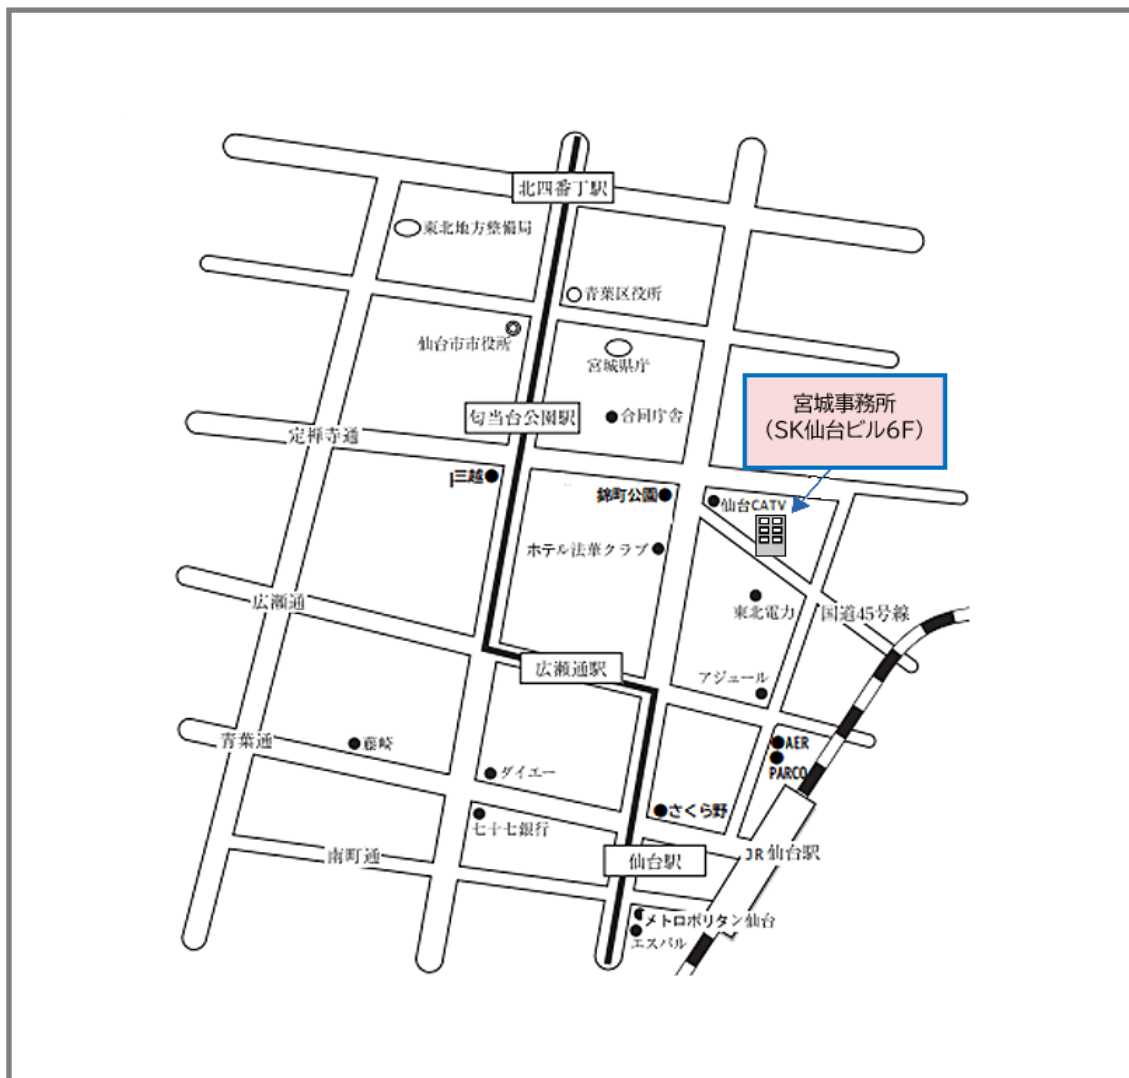 北四番丁駅
東北地方整備局
青葉区役所
仙台市市役所
宮城県庁
宮城事務所
（SK仙台ビル6F）
匂当台公園駅
合同庁舎
定禅寺通
三越
錦町公園
仙台CATV
ホテル法華クラブ
広瀬通
東北電力
国道45号線
広瀬通駅
アジュール
青葉通
藤崎
AER
PARCO
ダイエー
さくら野
七十七銀行
南町通
仙台駅
JR仙台駅
メトロポリタン仙台
エスパル